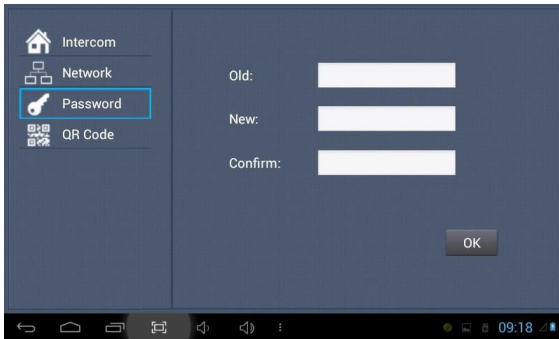 Intercom
Network
Password
QR Code
Old:
New:
Confirm:
OK
09:18